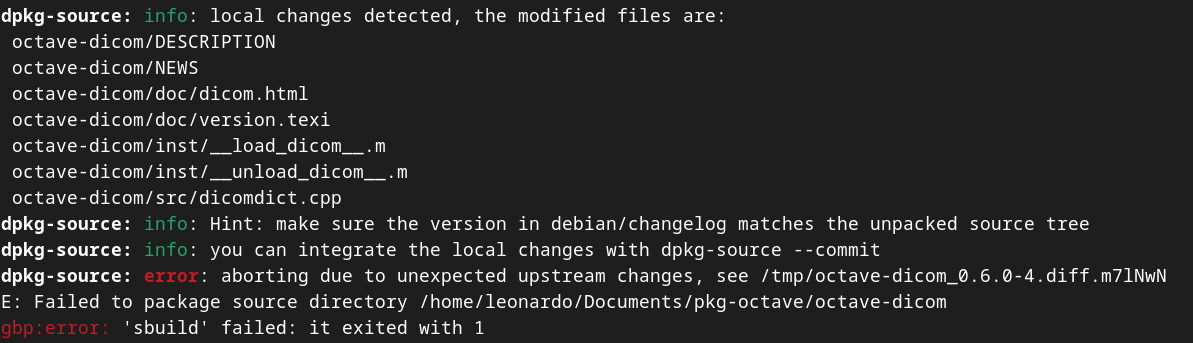 dpkg-source: info: local changes detected, the modified files are:
octave-dicom/DESCRIPTION
octave-dicom/NEWS
octave-dicom/doc/dicom.html
octave-dicom/doc/version.texi
octave-dicom/inst/__load_dicom__.m
octave-dicom/inst/__unload_dicom__.m
octave-dicom/src/dicomdict.cpp
dpkg-source: info: Hint: make sure the version in debian/changelog matches the unpacked source tree
dpkg-source: info: you can integrate the local changes with dpkg-source --commit
dpkg-source: error: aborting due to unexpected upstream changes, see /tmp/octave-dicom_0.6.0-4.diff.m7lNwN
E: Failed to package source directory /home/leonardo/Documents/pkg-octave/octave-dicom
gbp:error: 'sbuild' failed: it exited with 1